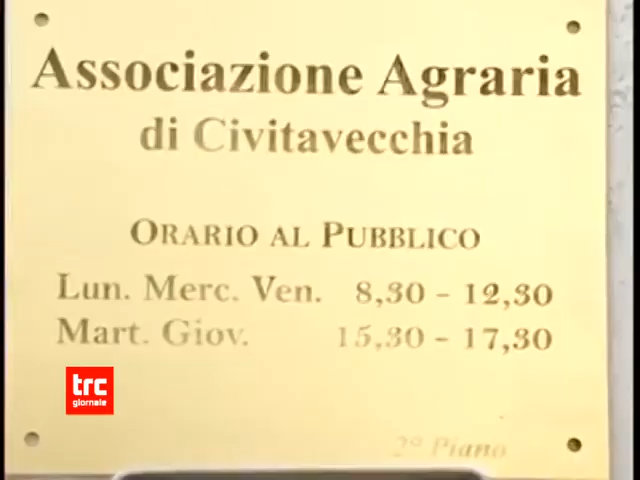 Associazione Agraria
di Civitavecchia
ORARIO AL PUBBLICO
Lun. Merc. Ven. 8,30 - 12,30
Mart. Giov. 15,30 - 17,30
trc
giornale
2° Piano